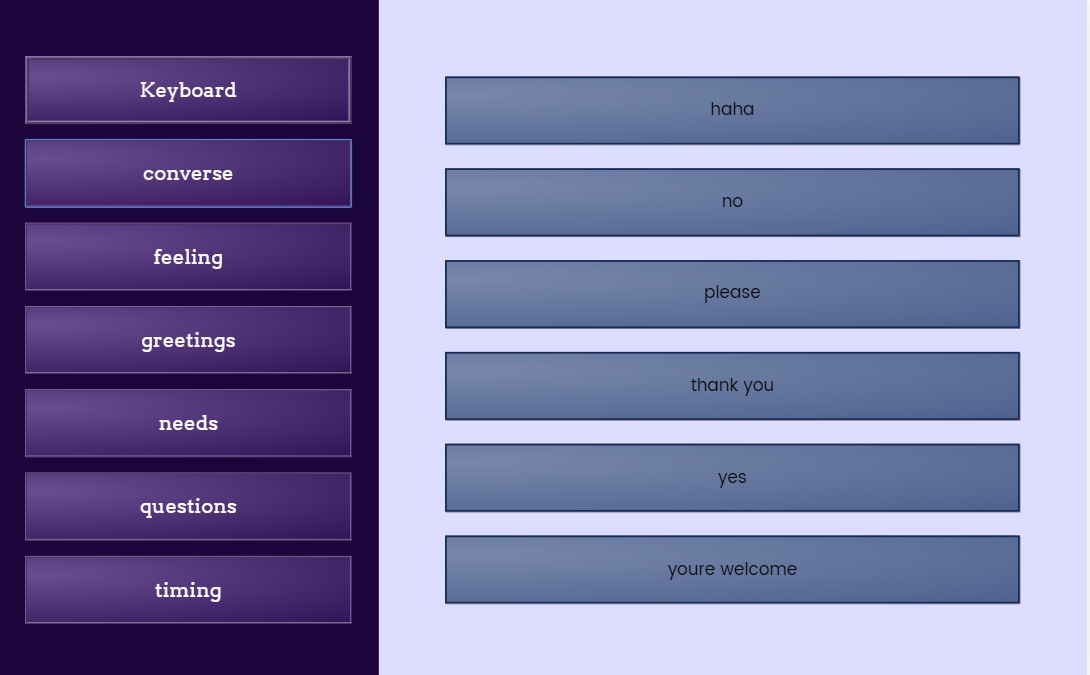 Keyboard
converse
feeling
greetings
needs
questions
timing
haha
no
please
thank you
yes
youre welcome